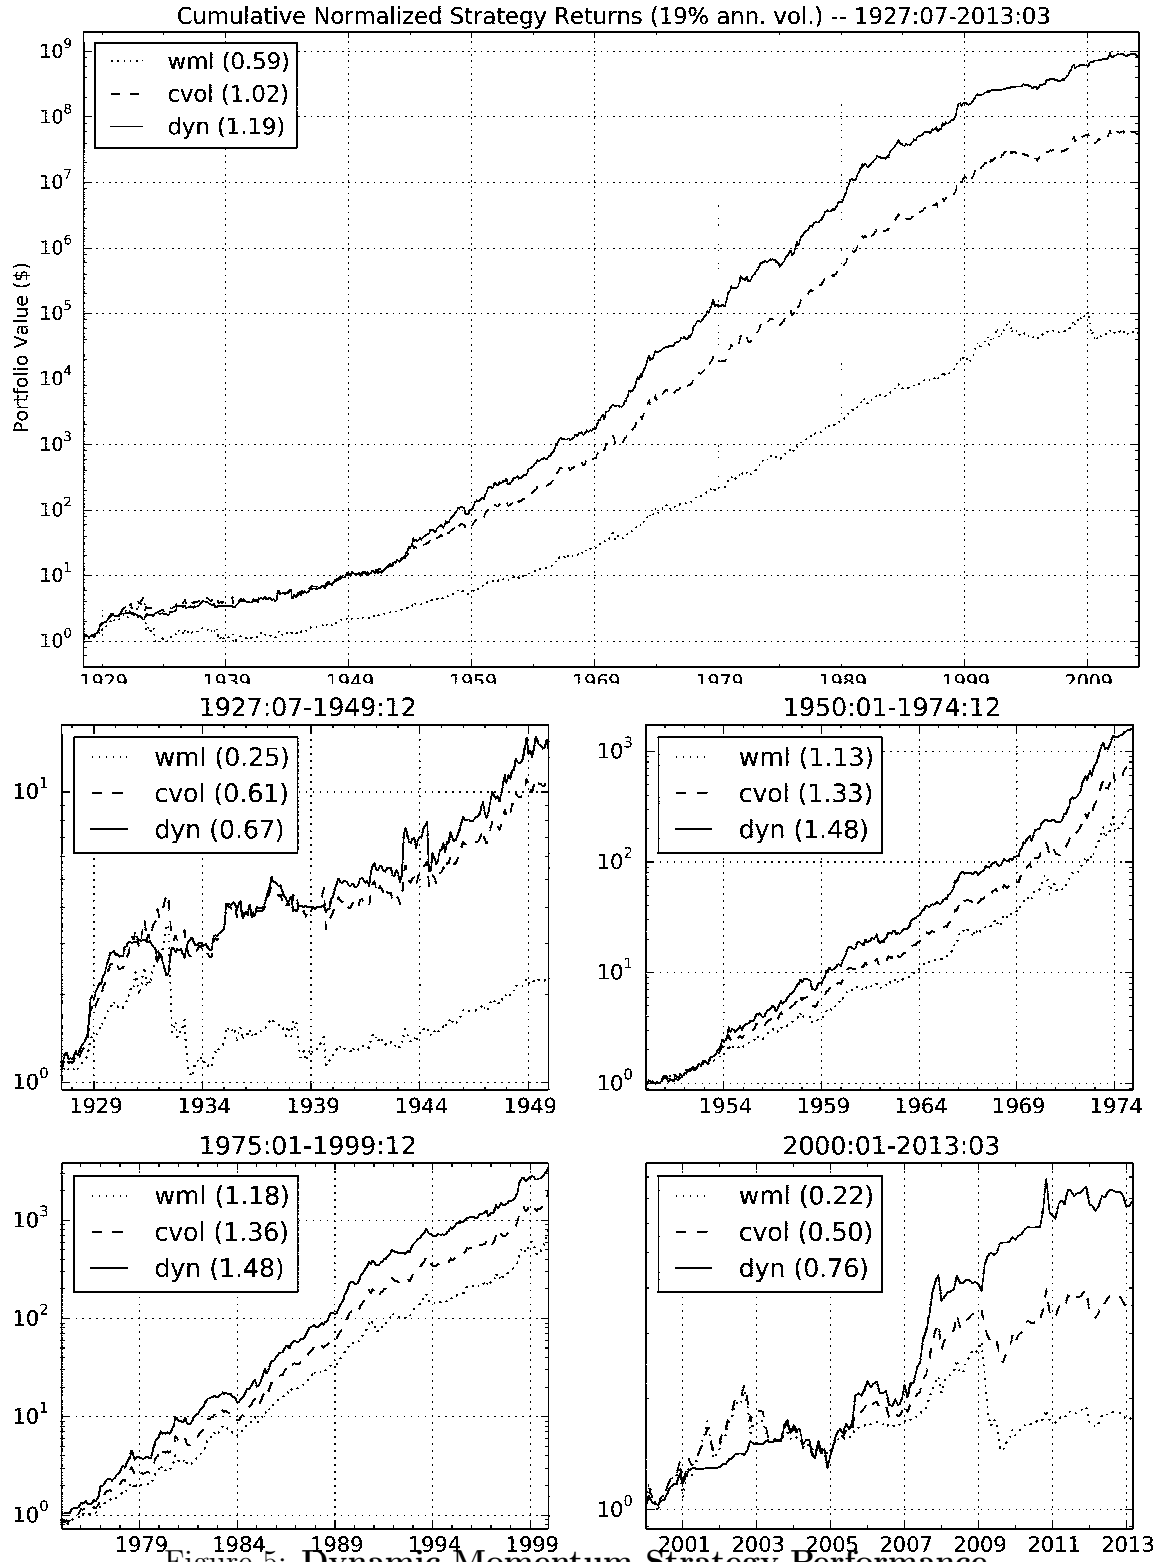 Cumulative Normalized Strategy Returns (19% ann. vol.) -- 1927:07-2013:03
Portfolio Value ($)
10^9
10^8
10^7
10^6
10^5
10^4
10^3
10^2
10^1
10^0
wml (0.59)
cvol (1.02)
dyn (1.19)
1929 1939 1949 1959 1969 1979 1989 1999 2009
1927:07-1949:12
10^1
10^0
wml (0.25)
cvol (0.61)
dyn (0.67)
1929 1934 1939 1944 1949
1950:01-1974:12
10^3
10^2
10^1
10^0
wml (1.13)
cvol (1.33)
dyn (1.48)
1954 1959 1964 1969 1974
1975:01-1999:12
10^3
10^2
10^1
10^0
wml (1.18)
cvol (1.36)
dyn (1.48)
1979 1984 1989 1994 1999
2000:01-2013:03
10^0
wml (0.22)
cvol (0.50)
dyn (0.76)
2001 2003 2005 2007 2009 2011 2013
Figure 5: Dynamic Momentum Strategy Performance